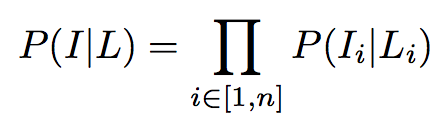 P(I|L) = ∏_{i∈[1,n]} P(I_i|L_i)